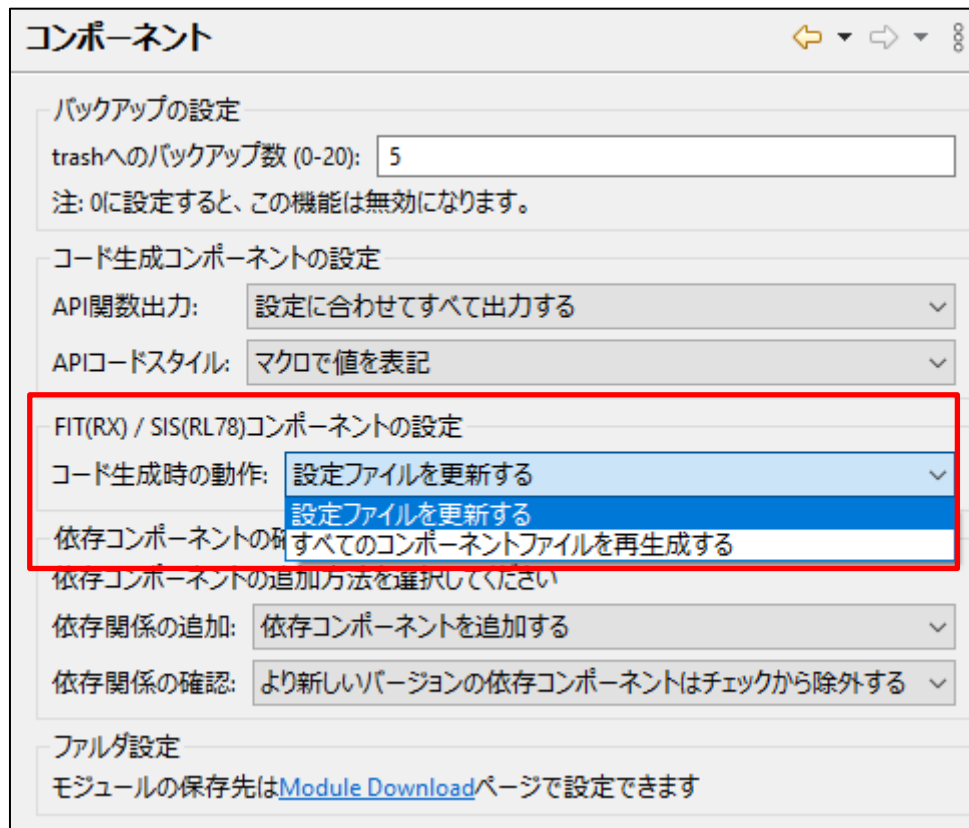 コンポーネント
バックアップの設定
trashへのバックアップ数 (0-20): 5
注: 0に設定すると、この機能は無効になります。
コード生成コンポーネントの設定
API関数出力: 設定に合わせてすべて出力する
APIコードスタイル: マクロで値を表記
FIT(RX) / SIS(RL78)コンポーネントの設定
コード生成時の動作: 設定ファイルを更新する
設定ファイルを更新する
依存コンポーネントの確 すべてのコンポーネントファイルを再生成する
依存コンポーネントの追加方法を選択してください
依存関係の追加: 依存コンポーネントを追加する
依存関係の確認: より新しいバージョンの依存コンポーネントはチェックから除外する
ファルダ設定
モジュールの保存先はModule Downloadページで設定できます